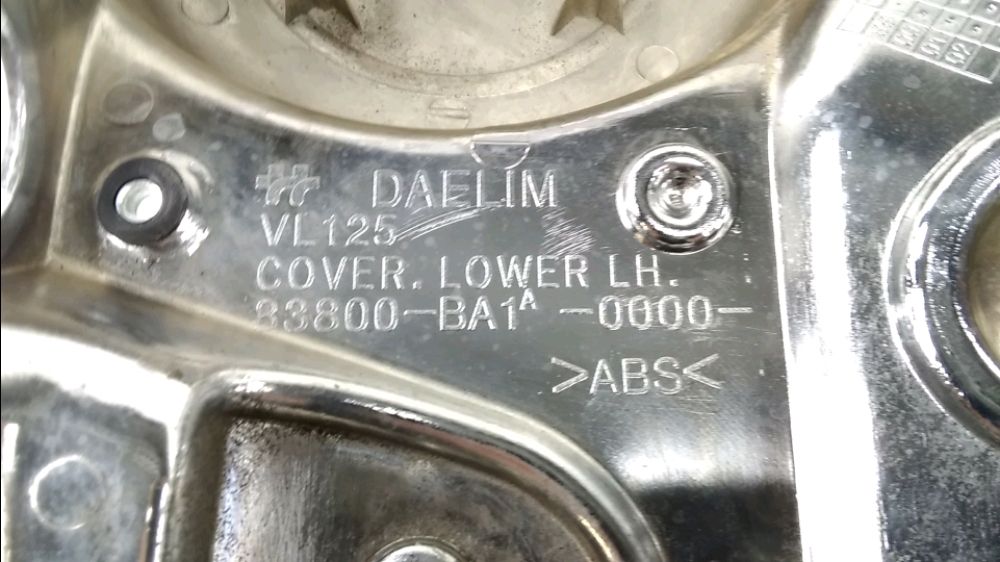 DAELIM
VL125
COVER. LOWER LH.
83800-BA1A -0000-
>ABS<